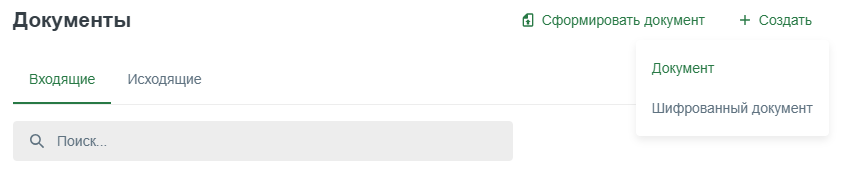 Документы
Сформировать документ
Создать
Входящие
Исходящие
Документ
Шифрованный документ
Поиск...